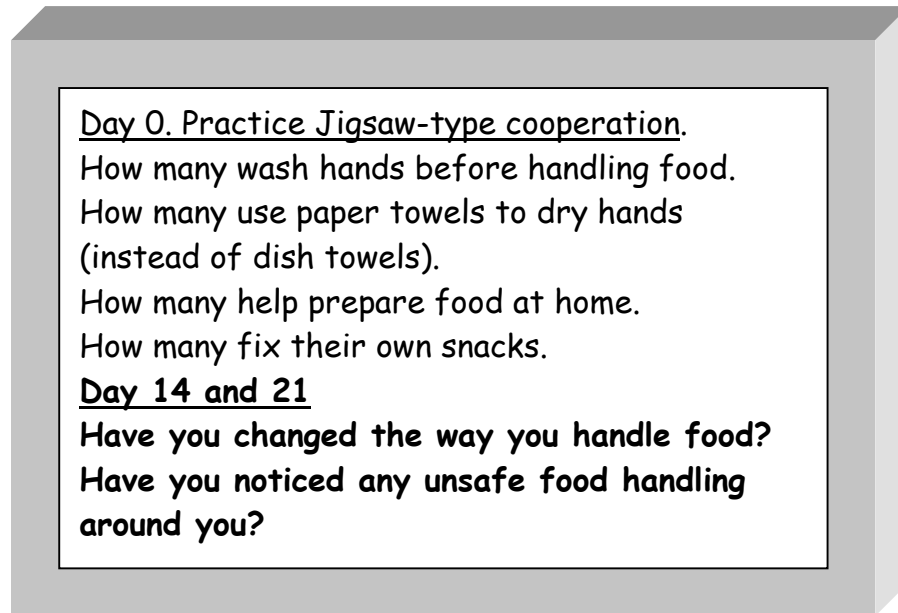 Day 0. Practice Jigsaw-type cooperation.
How many wash hands before handling food.
How many use paper towels to dry hands
(instead of dish towels).
How many help prepare food at home.
How many fix their own snacks.
Day 14 and 21
Have you changed the way you handle food?
Have you noticed any unsafe food handling
around you?